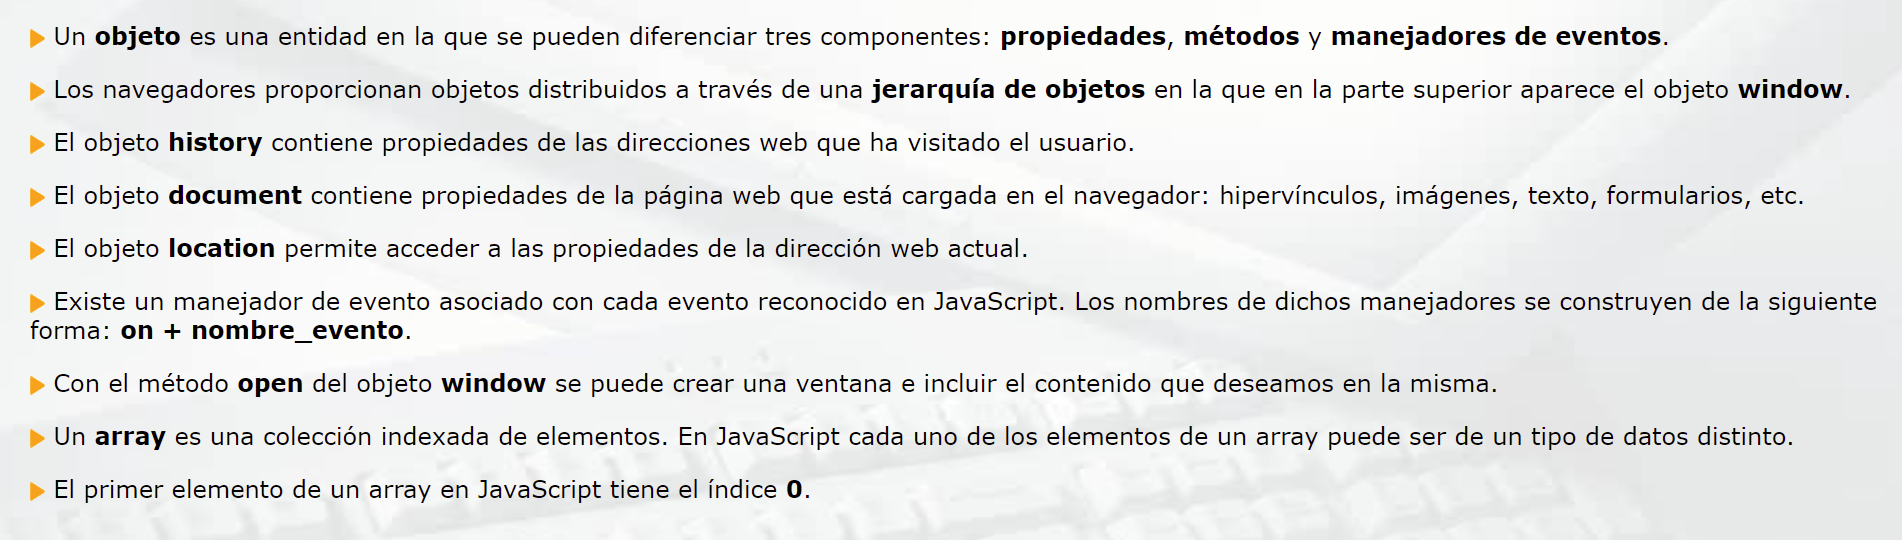 Un objeto es una entidad en la que se pueden diferenciar tres componentes: propiedades, métodos y manejadores de eventos.
Los navegadores proporcionan objetos distribuidos a través de una jerarquía de objetos en la que en la parte superior aparece el objeto window.
El objeto history contiene propiedades de las direcciones web que ha visitado el usuario.
El objeto document contiene propiedades de la página web que está cargada en el navegador: hipervínculos, imágenes, texto, formularios, etc.
El objeto location permite acceder a las propiedades de la dirección web actual.
Existe un manejador de evento asociado con cada evento reconocido en JavaScript. Los nombres de dichos manejadores se construyen de la siguiente
forma: on + nombre_evento.
Con el método open del objeto window se puede crear una ventana e incluir el contenido que deseamos en la misma.
Un array es una colección indexada de elementos. En JavaScript cada uno de los elementos de un array puede ser de un tipo de datos distinto.
El primer elemento de un array en JavaScript tiene el índice 0.